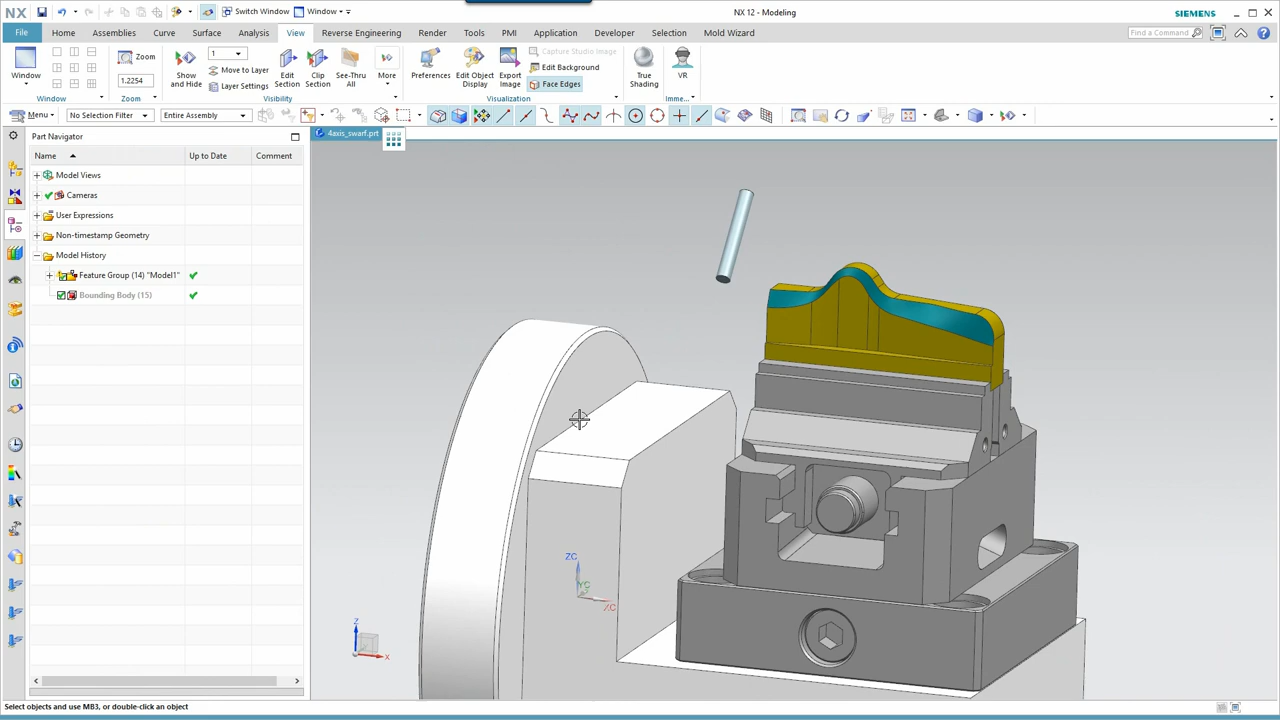 NX
Switch Window
Window
NX 12 - Modeling
SIEMENS
File
Home
Assemblies
Curve
Surface
Analysis
View
Reverse Engineering
Render
Tools
PMI
Application
Developer
Selection
Mold Wizard
Find a Command
Window
Zoom
1.2254
Show and Hide
1
Move to Layer
Layer Settings
Edit Section
Clip Section
See-Thru All
More
Preferences
Edit Object Display
Export Image
Capture Studio Image
Edit Background
Face Edges
True Shading
VR
Window
Zoom
Visibility
Visualization
Imme...
Menu
No Selection Filter
Entire Assembly
Part Navigator
4axis_swarf.prt
Name
Up to Date
Comment
Model Views
Cameras
User Expressions
Non-timestamp Geometry
Model History
Feature Group (14) "Model1"
Bounding Body (15)
ZC
YC
XC
Z
X
Select objects and use MB3, or double-click an object